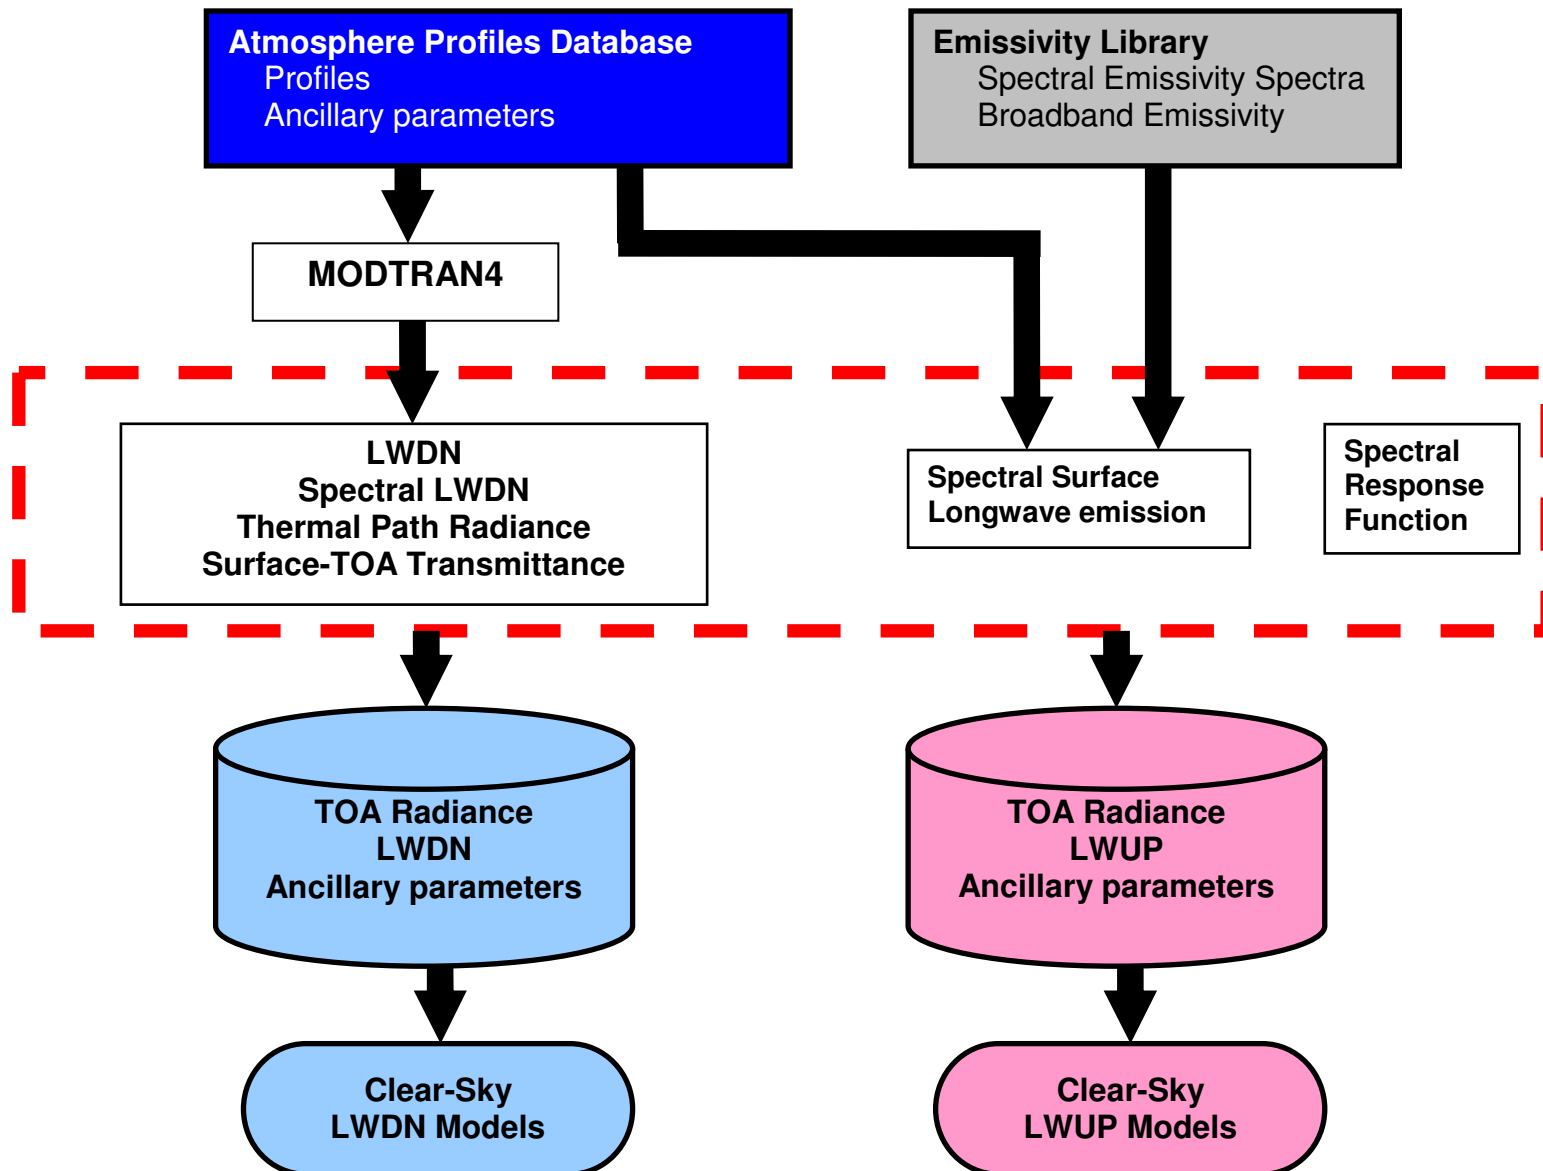 Atmosphere Profiles Database
Profiles
Ancillary parameters
Emissivity Library
Spectral Emissivity Spectra
Broadband Emissivity
MODTRAN4
LWDN
Spectral LWDN
Thermal Path Radiance
Surface-TOA Transmittance
Spectral Surface
Longwave emission
Spectral
Response
Function
TOA Radiance
LWDN
Ancillary parameters
TOA Radiance
LWUP
Ancillary parameters
Clear-Sky
LWDN Models
Clear-Sky
LWUP Models